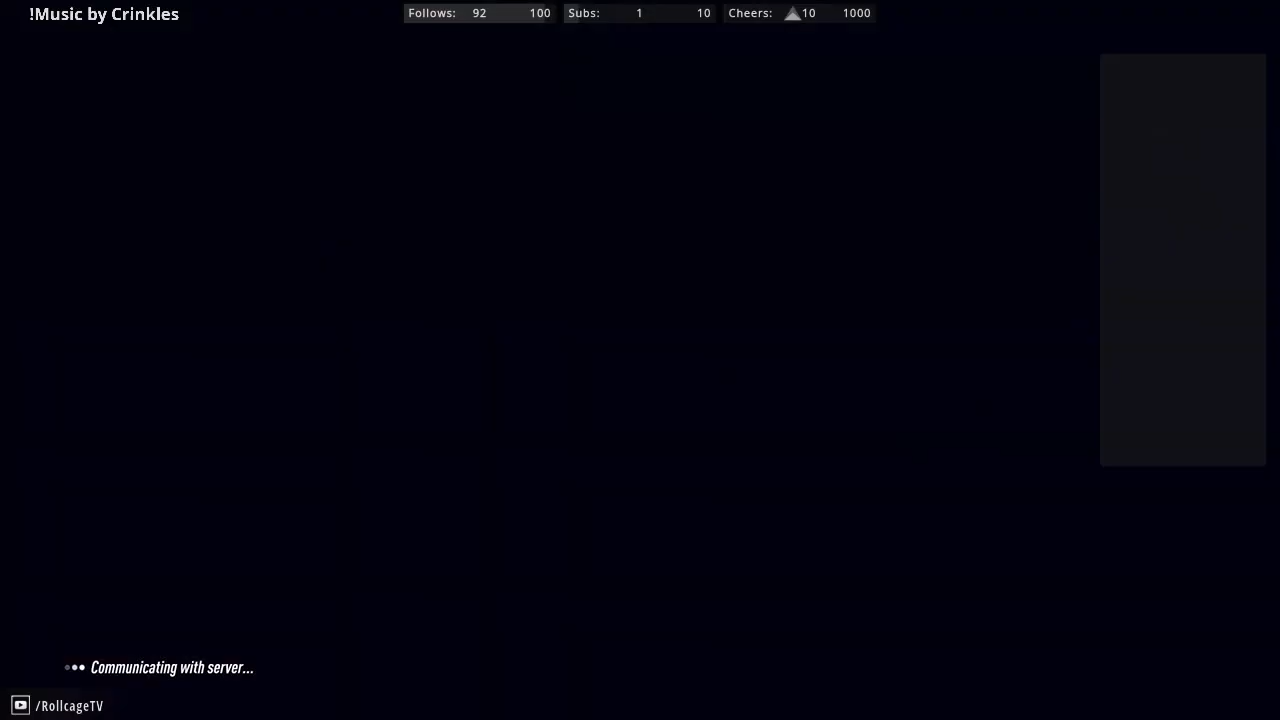 !Music by Crinkles
Follows: 92 100 Subs: 1 10 Cheers: 10 1000
Communicating with server...
/RollcageTV